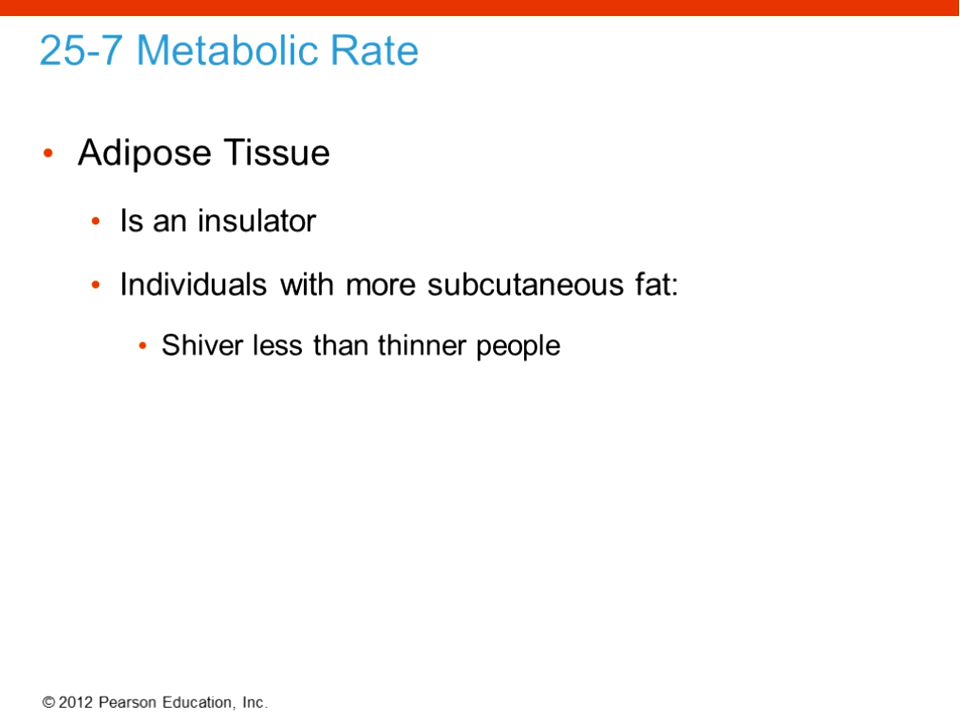 25-7 Metabolic Rate
• Adipose Tissue
• Is an insulator
• Individuals with more subcutaneous fat:
• Shiver less than thinner people
© 2012 Pearson Education, Inc.